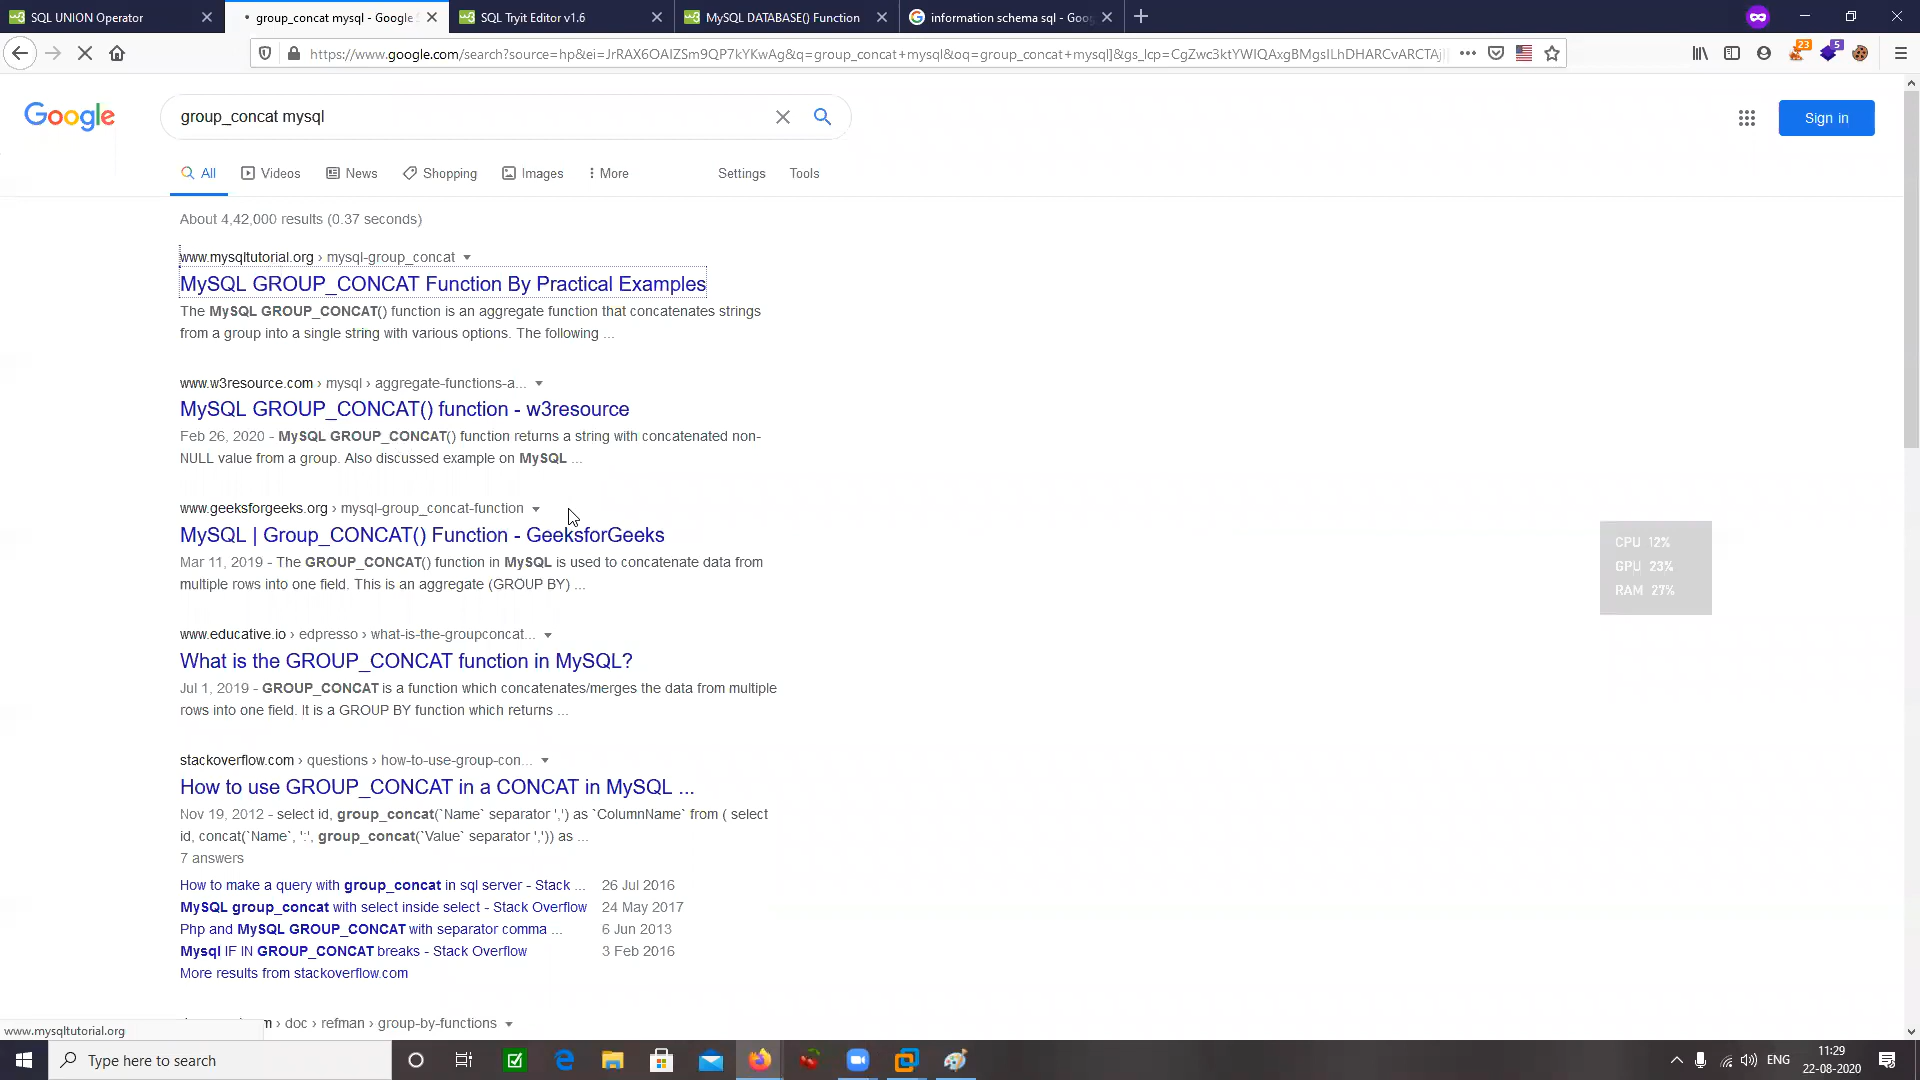 SQL UNION Operator
group_concat mysql - Google S
SQL Tryit Editor v1.6
MySQL DATABASE() Function
information schema sql - Goog
https://www.google.com/search?source=hp&ei=JrRAX6OAIZSm9QP7kYKwAg&q=group_concat+mysql&oq=group_concat+mysql]&gs_lcp=CgZwc3ktYWIQAxgBMgsILhDHARCvARCTAj
23
5
Google
group_concat mysql
Sign in
All
Videos
News
Shopping
Images
More
Settings
Tools
About 4,42,000 results (0.37 seconds)
www.mysqltutorial.org › mysql-group_concat
MySQL GROUP_CONCAT Function By Practical Examples
The MySQL GROUP_CONCAT() function is an aggregate function that concatenates strings
from a group into a single string with various options. The following ...
www.w3resource.com › mysql › aggregate-functions-a...
MySQL GROUP_CONCAT() function - w3resource
Feb 26, 2020 - MySQL GROUP_CONCAT() function returns a string with concatenated non-
NULL value from a group. Also discussed example on MySQL ...
www.geeksforgeeks.org › mysql-group_concat-function
MySQL | Group_CONCAT() Function - GeeksforGeeks
Mar 11, 2019 - The GROUP_CONCAT() function in MySQL is used to concatenate data from
multiple rows into one field. This is an aggregate (GROUP BY) ...
CPU 12%
GPU 23%
RAM 27%
www.educative.io › edpresso › what-is-the-groupconcat...
What is the GROUP_CONCAT function in MySQL?
Jul 1, 2019 - GROUP_CONCAT is a function which concatenates/merges the data from multiple
rows into one field. It is a GROUP BY function which returns ...
stackoverflow.com › questions › how-to-use-group-con...
How to use GROUP_CONCAT in a CONCAT in MySQL ...
Nov 19, 2012 - select id, group_concat(`Name` separator ',') as `ColumnName` from ( select
id, concat(`Name`, ':', group_concat(`Value` separator ',')) as ...
7 answers
How to make a query with group_concat in sql server - Stack ... 26 Jul 2016
MySQL group_concat with select inside select - Stack Overflow 24 May 2017
Php and MySQL GROUP_CONCAT with separator comma ... 6 Jun 2013
Mysql IF IN GROUP_CONCAT breaks - Stack Overflow 3 Feb 2016
More results from stackoverflow.com
› doc › refman › group-by-functions
www.mysqltutorial.org
Type here to search
ENG
11:29
22-08-2020